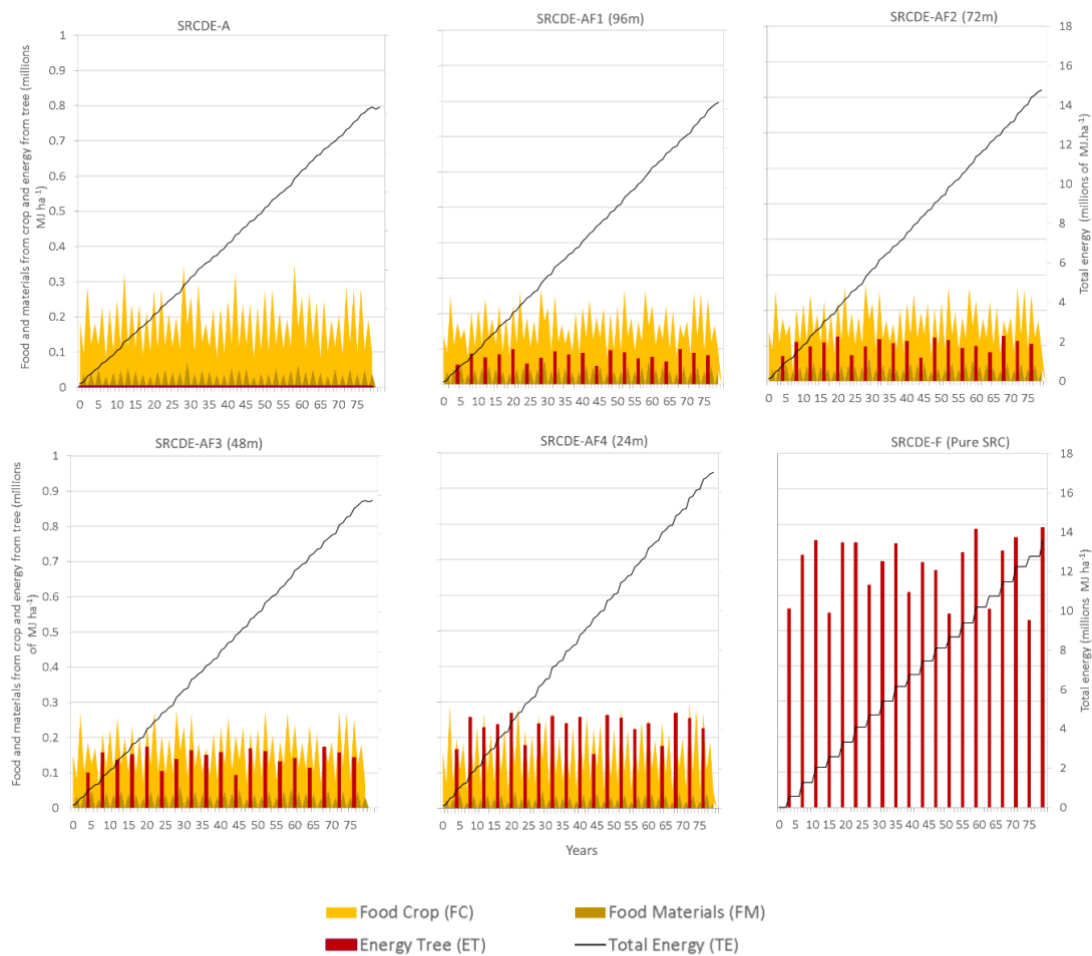 SRCDE-A
SRCDE-AF1 (96m)
SRCDE-AF2 (72m)
Food and materials from crop and energy from tree (millions
MJ ha⁻¹)
1
0.9
0.8
0.7
0.6
0.5
0.4
0.3
0.2
0.1
0
18
16
14
12
10
8
6
4
2
0
Total energy (millions of MJ.ha⁻¹)
0 5 10 15 20 25 30 35 40 45 50 55 60 65 70 75
0 5 10 15 20 25 30 35 40 45 50 55 60 65 70 75
0 5 10 15 20 25 30 35 40 45 50 55 60 65 70 75
SRCDE-AF3 (48m)
SRCDE-AF4 (24m)
SRCDE-F (Pure SRC)
Food and materials from crop and energy from tree (millions
of MJ ha⁻¹)
1
0.9
0.8
0.7
0.6
0.5
0.4
0.3
0.2
0.1
0
18
16
14
12
10
8
6
4
2
0
Total energy (millions MJ ha⁻¹)
0 5 10 15 20 25 30 35 40 45 50 55 60 65 70 75
0 5 10 15 20 25 30 35 40 45 50 55 60 65 70 75
0 5 10 15 20 25 30 35 40 45 50 55 60 65 70 75
Years
Food Crop (FC)
Food Materials (FM)
Energy Tree (ET)
Total Energy (TE)